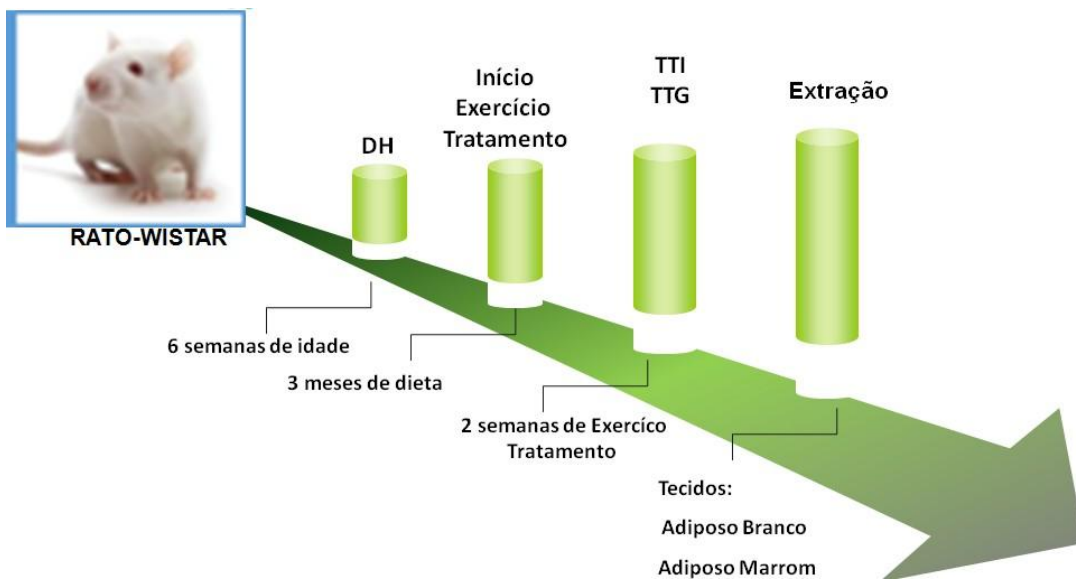 RATO-WISTAR
DH
6 semanas de idade
Início
Exercício
Tratamento
3 meses de dieta
TTI
TTG
2 semanas de Exercíco
Tratamento
Extração
Tecidos:
Adiposo Branco
Adiposo Marrom